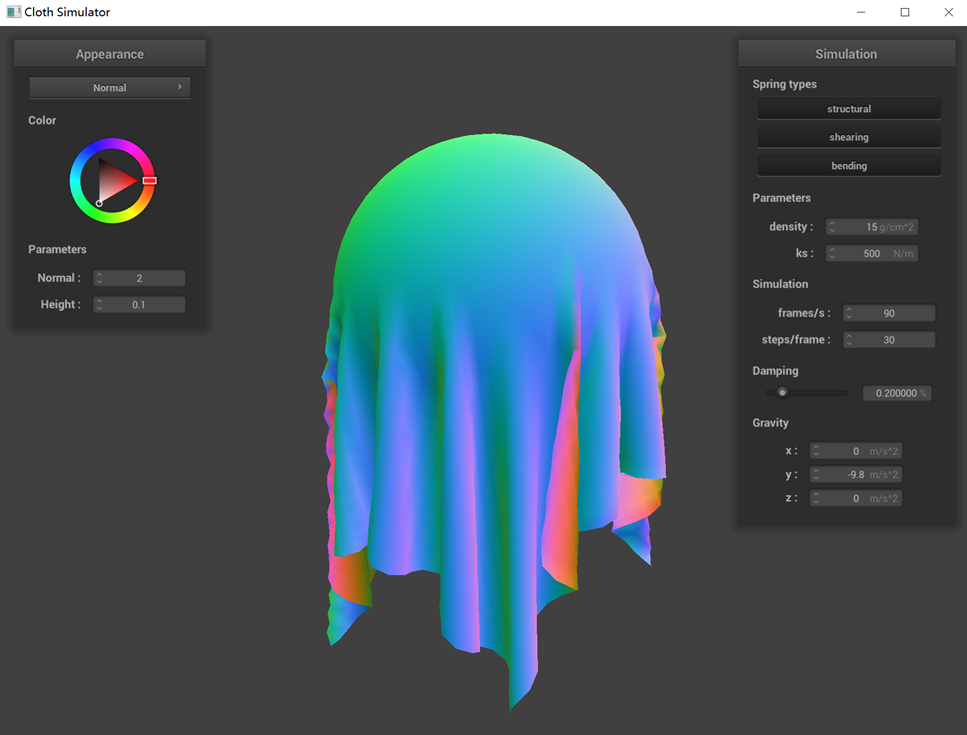 Cloth Simulator
Appearance
Normal
Color
Parameters
Normal : 2
Height : 0.1
Simulation
Spring types
structural
shearing
bending
Parameters
density : 15 g/cm^2
ks : 500 N/m
Simulation
frames/s : 90
steps/frame : 30
Damping
0.200000 %
Gravity
x : 0 m/s^2
y : -9.8 m/s^2
z : 0 m/s^2